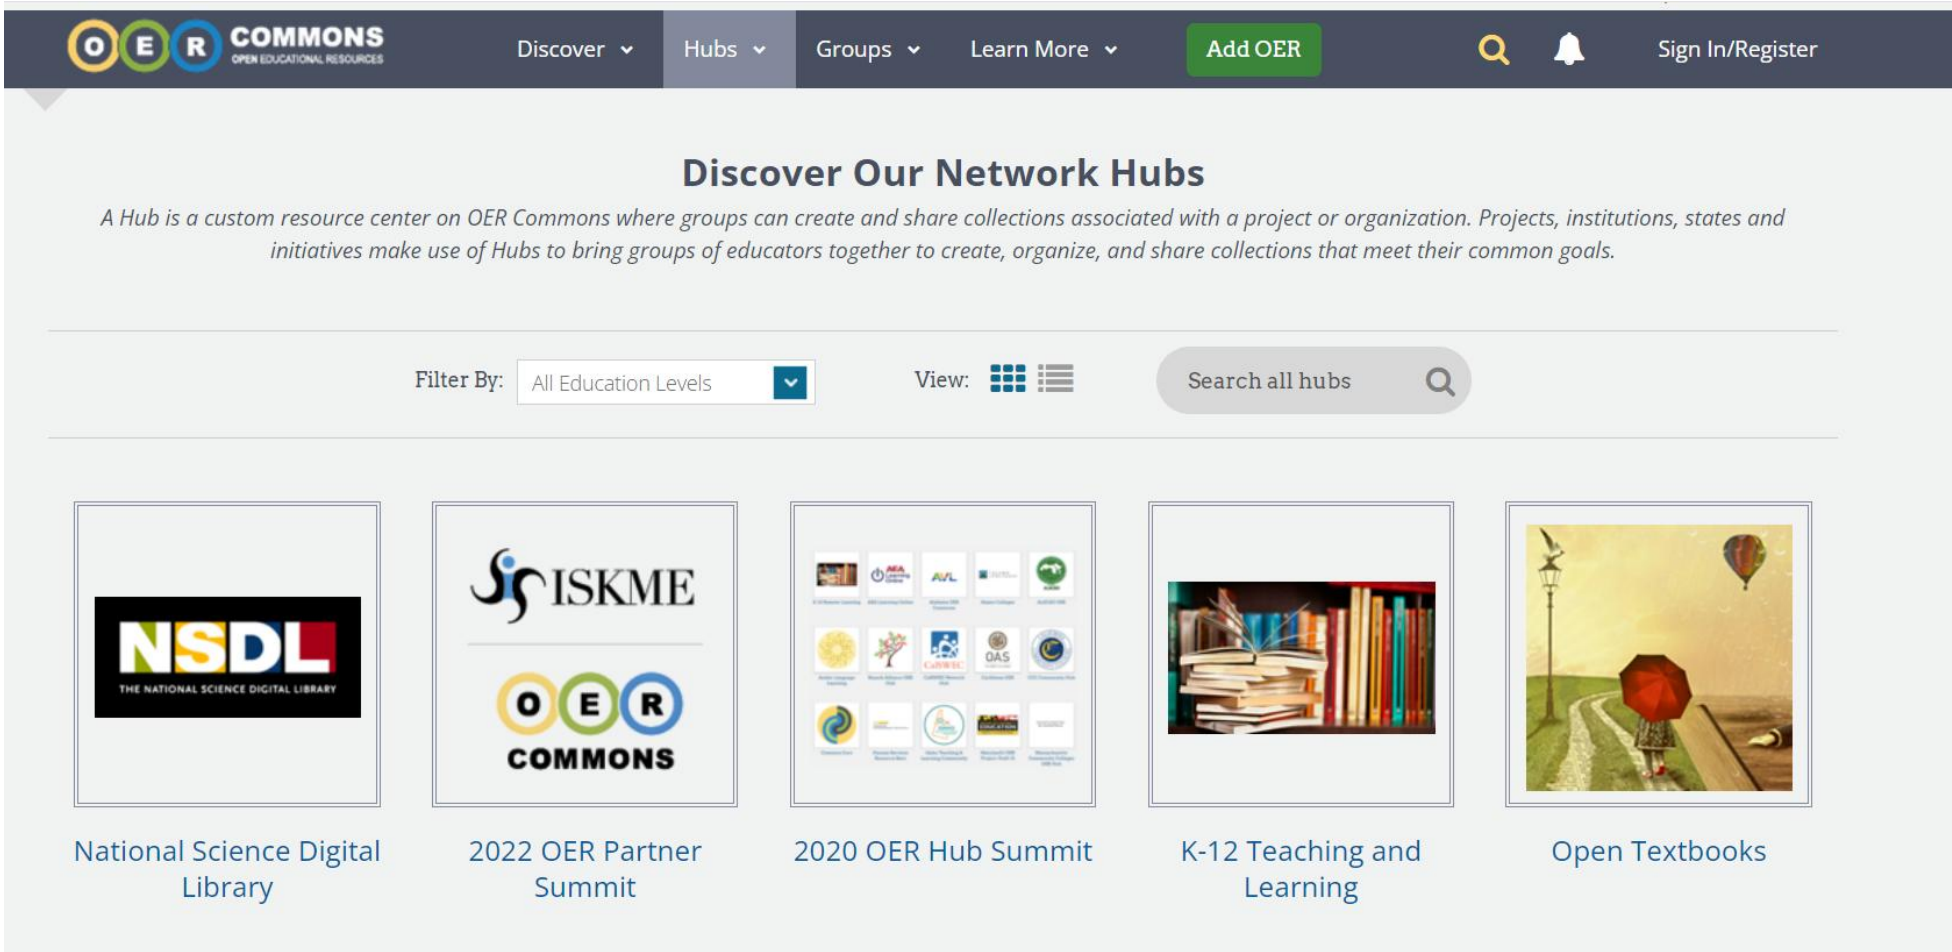 O E R COMMONS
OPEN EDUCATIONAL RESOURCES
Discover Hubs Groups Learn More Add OER Sign In/Register
Discover Our Network Hubs
A Hub is a custom resource center on OER Commons where groups can create and share collections associated with a project or organization. Projects, institutions, states and
initiatives make use of Hubs to bring groups of educators together to create, organize, and share collections that meet their common goals.
Filter By: All Education Levels View: Search all hubs
NSDL
THE NATIONAL SCIENCE DIGITAL LIBRARY
ISKME
O E R
COMMONS
AVL
CalSWEC
OAS
National Science Digital
Library
2022 OER Partner
Summit
2020 OER Hub Summit
K-12 Teaching and
Learning
Open Textbooks